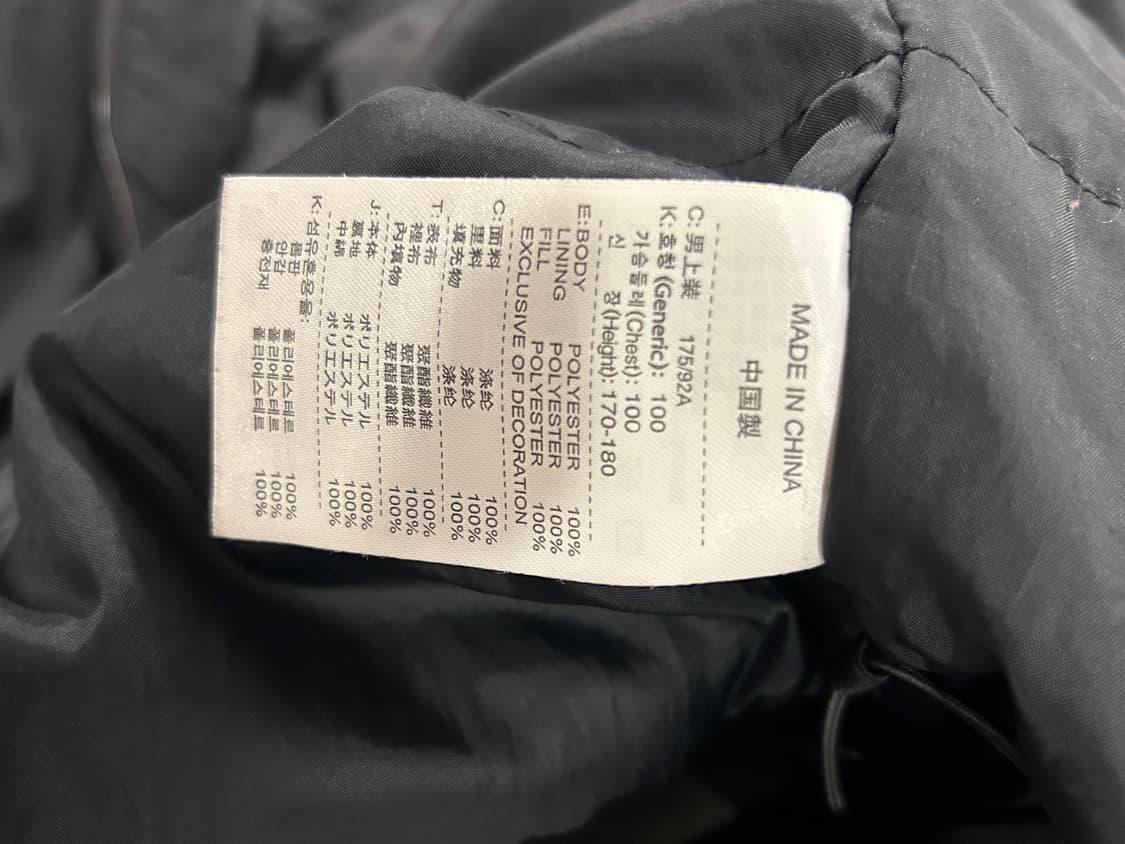 MADE IN CHINA
中国製
C: 男上装 175/92A
K: 호칭 (Generic): 100
가슴둘레(Chest): 100
신 장(Height): 170-180
E: BODY POLYESTER 100%
LINING POLYESTER 100%
FILL POLYESTER 100%
EXCLUSIVE OF DECORATION
C: 面料 涤纶 100%
里料 涤纶 100%
填充物 涤纶 100%
T: 表布 聚酯纖維 100%
裡布 聚酯纖維 100%
內填物 聚酯纖維 100%
J: 本体 ポリエステル 100%
裏地 ポリエステル 100%
中綿 ポリエステル 100%
K: 섬유혼용율:
몸판 폴리에스테르 100%
안감 폴리에스테르 100%
충전재 폴리에스테르 100%